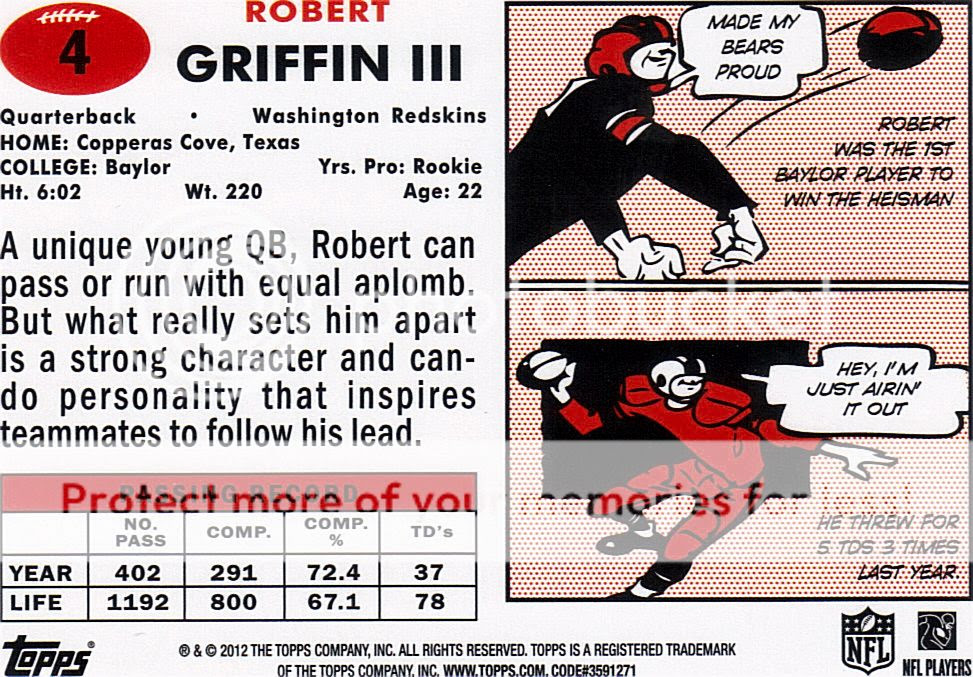 4
ROBERT
GRIFFIN III
Quarterback • Washington Redskins
HOME: Copperas Cove, Texas
COLLEGE: Baylor Yrs. Pro: Rookie
Ht. 6:02 Wt. 220 Age: 22
A unique young QB, Robert can
pass or run with equal aplomb.
But what really sets him apart
is a strong character and can-
do personality that inspires
teammates to follow his lead.
PASSING RECORD
NO. PASS COMP. COMP. % TD's
YEAR 402 291 72.4 37
LIFE 1192 800 67.1 78
MADE MY
BEARS
PROUD
ROBERT
WAS THE 1ST
BAYLOR PLAYER TO
WIN THE HEISMAN
HEY, I'M
JUST AIRIN'
IT OUT
HE THREW FOR
5 TDS 3 TIMES
LAST YEAR.
photobucket
Protect more of your memories for
topps®
® & © 2012 THE TOPPS COMPANY, INC. ALL RIGHTS RESERVED. TOPPS IS A REGISTERED TRADEMARK
OF THE TOPPS COMPANY, INC. WWW.TOPPS.COM. CODE#3591271
NFL
NFL PLAYERS